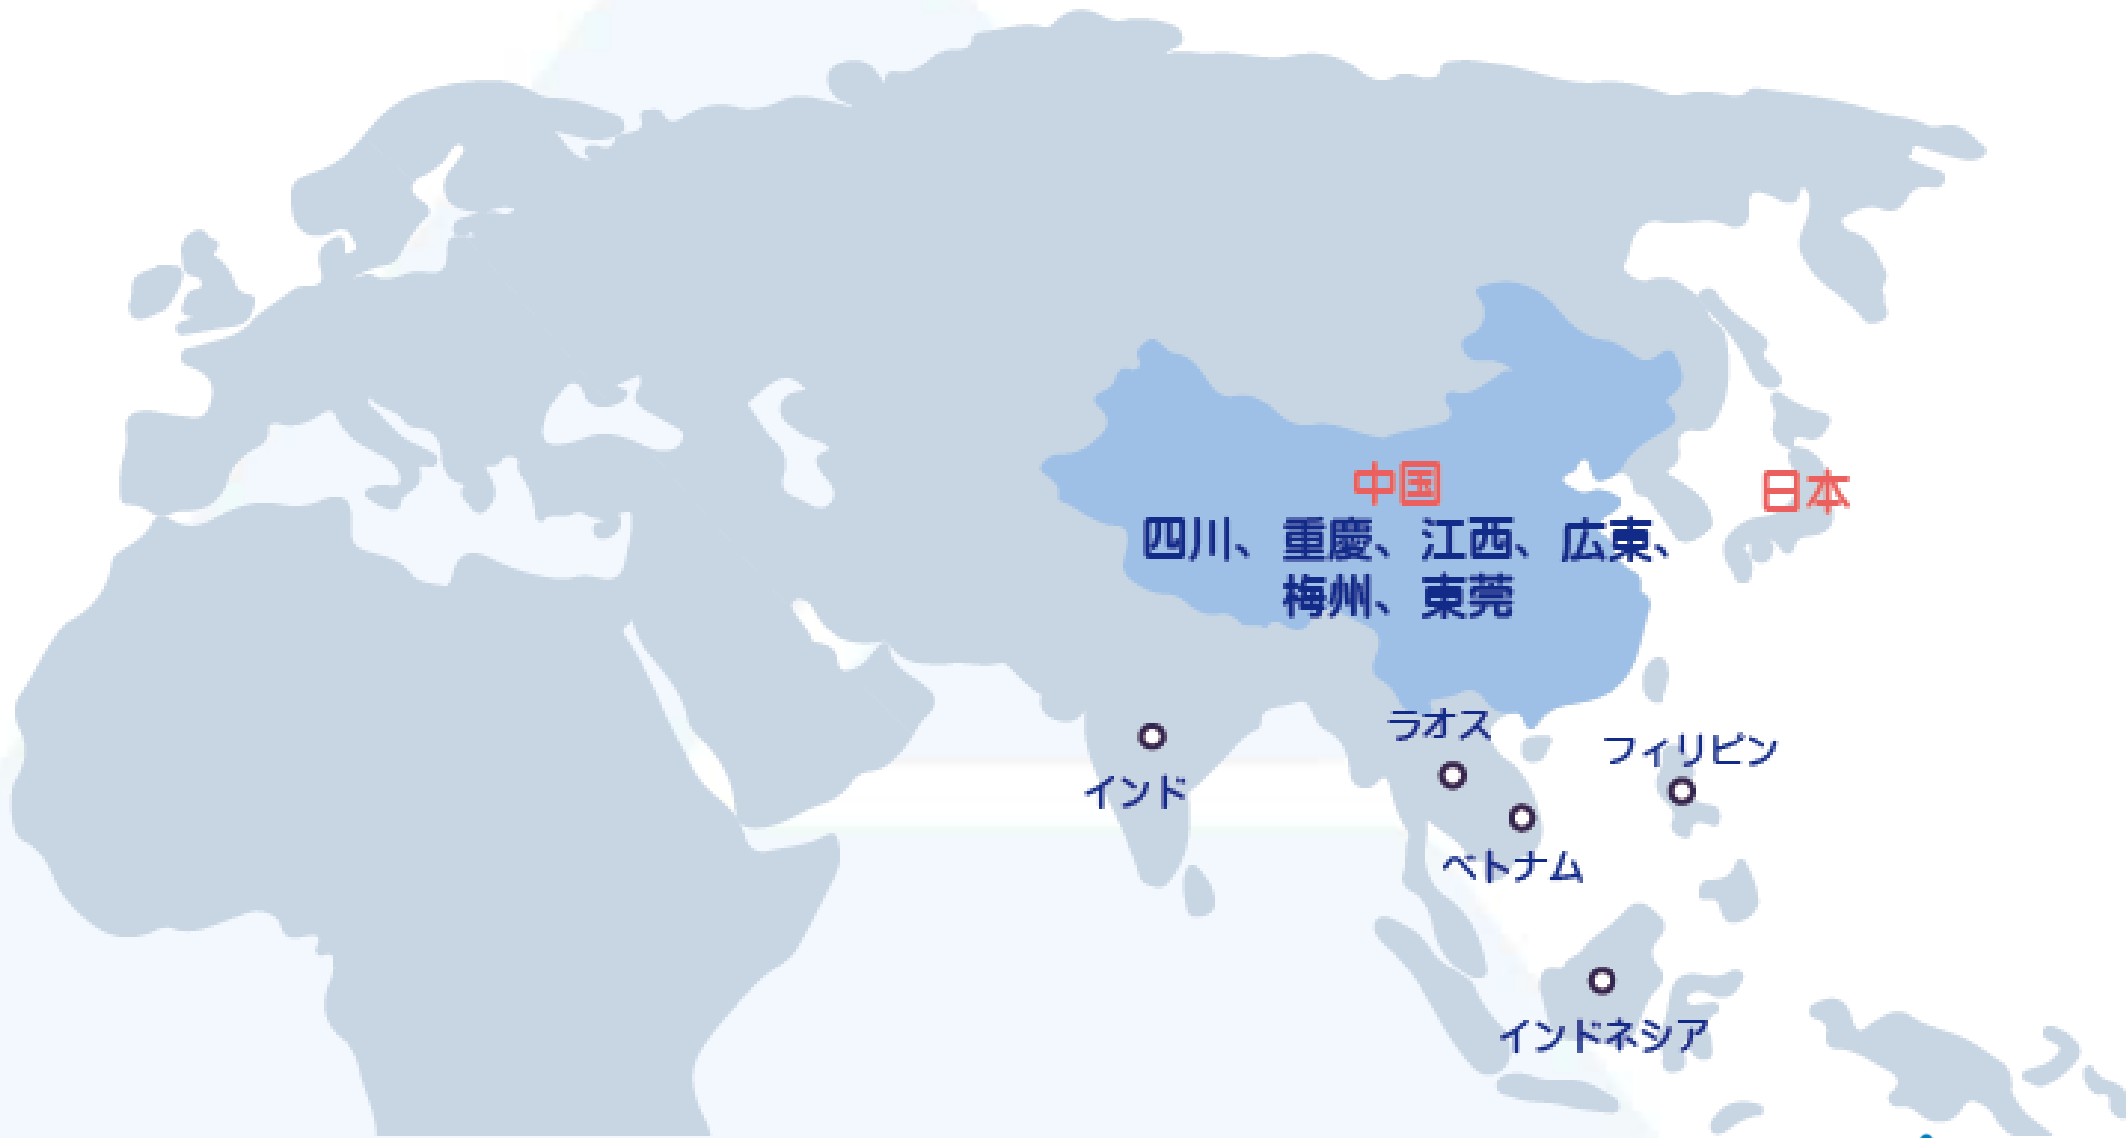 中国
日本
四川、重慶、江西、広東、
梅州、東莞
ラオス
フィリピン
インド
ベトナム
インドネシア